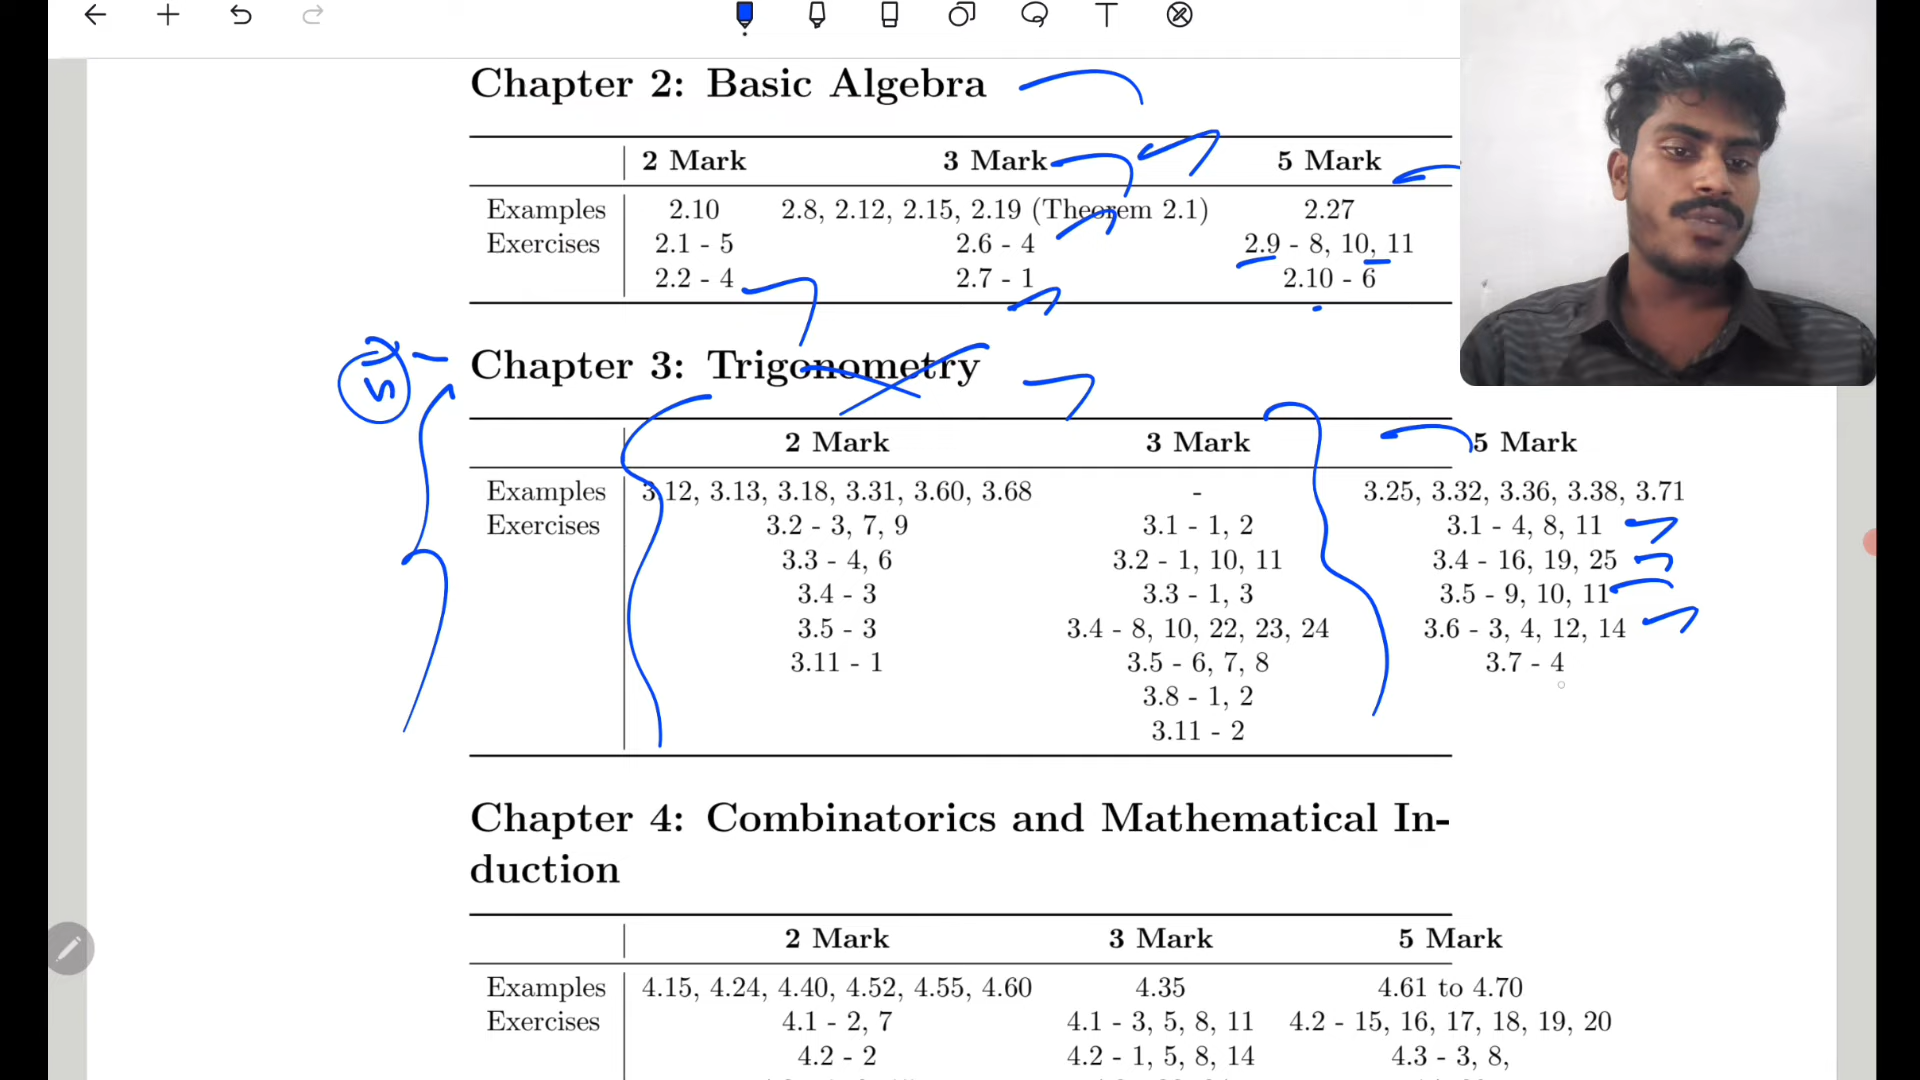 Chapter 2: Basic Algebra
2 Mark 3 Mark 5 Mark
Examples 2.10 2.8, 2.12, 2.15, 2.19 (Theorem 2.1) 2.27
Exercises 2.1 - 5 2.6 - 4 2.9 - 8, 10, 11
2.2 - 4 2.7 - 1 2.10 - 6
Chapter 3: Trigonometry
2 Mark 3 Mark 5 Mark
Examples 3.12, 3.13, 3.18, 3.31, 3.60, 3.68 - 3.25, 3.32, 3.36, 3.38, 3.71
Exercises 3.2 - 3, 7, 9 3.1 - 1, 2 3.1 - 4, 8, 11
3.3 - 4, 6 3.2 - 1, 10, 11 3.4 - 16, 19, 25
3.4 - 3 3.3 - 1, 3 3.5 - 9, 10, 11
3.5 - 3 3.4 - 8, 10, 22, 23, 24 3.6 - 3, 4, 12, 14
3.11 - 1 3.5 - 6, 7, 8 3.7 - 4
3.8 - 1, 2
3.11 - 2
Chapter 4: Combinatorics and Mathematical In-
duction
2 Mark 3 Mark 5 Mark
Examples 4.15, 4.24, 4.40, 4.52, 4.55, 4.60 4.35 4.61 to 4.70
Exercises 4.1 - 2, 7 4.1 - 3, 5, 8, 11 4.2 - 15, 16, 17, 18, 19, 20
4.2 - 2 4.2 - 1, 5, 8, 14 4.3 - 3, 8,